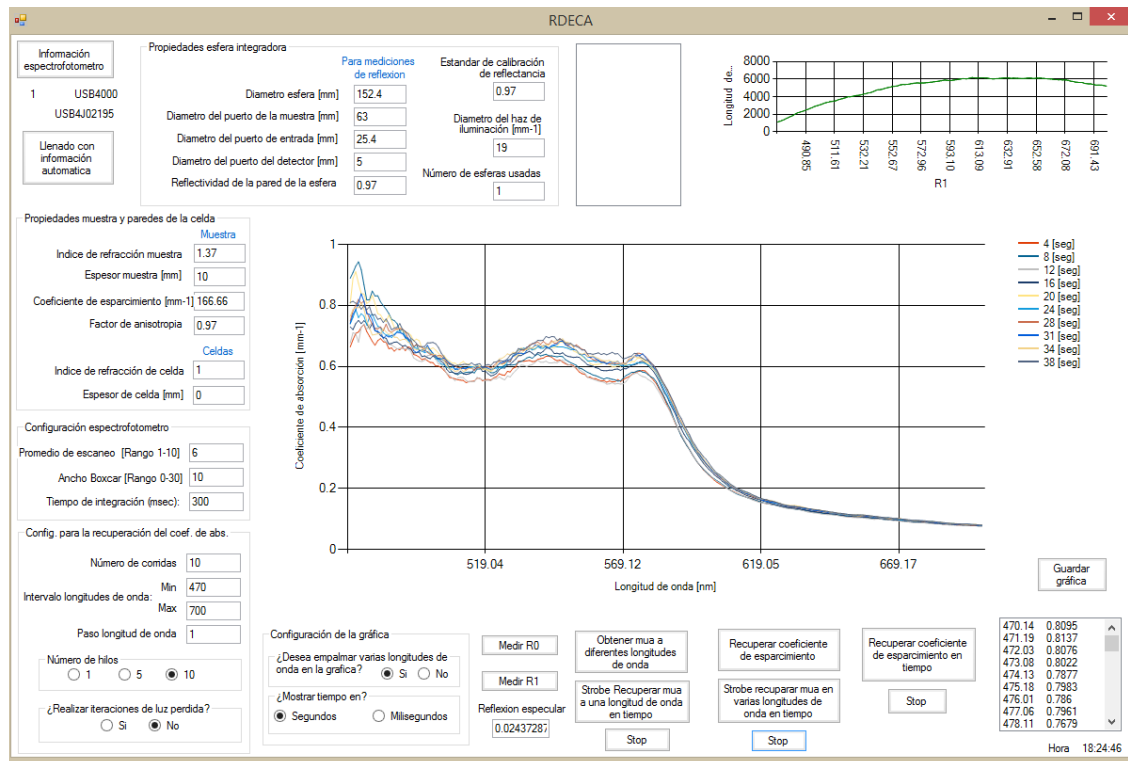 RDECA
Información
espectrofotometro
1 USB4000
USB4J02195
Llenado con
infomación
automatica
Propiedades esfera integradora
Para mediciones
de reflexion
Diametro esfera [mm] 152.4
Diametro del puerto de la muestra [mm] 63
Diametro del puerto de entrada [mm] 25.4
Diametro del puerto del detector [mm] 5
Reflectividad de la pared de la esfera 0.97
Estandar de calibración
de reflectancia
0.97
Diametro del haz de
iluminación [mm-1]
19
Número de esferas usadas
1
Longitud de...
8000
6000
4000
2000
0
490.85
511.61
532.21
552.67
572.96
593.10
613.09
632.91
652.58
672.08
691.43
R1
Propiedades muestra y paredes de la celda
Muestra
Indice de refracción muestra 1.37
Espesor muestra [mm] 10
Coeficiente de esparcimiento [mm-1] 166.66
Factor de anisotropia 0.97
Celdas
Indice de refracción de celda 1
Espesor de celda [mm] 0
Configuración espectrofotometro
Promedio de escaneo [Rango 1-10] 6
Ancho Boxcar [Rango 0-30] 10
Tiempo de integración (msec): 300
Config. para la recuperación del coef. de abs.
Número de corridas 10
Intervalo longitudes de onda:
Min 470
Max 700
Paso longitud de onda 1
Número de hilos
1 5 10
¿Realizar iteraciones de luz perdida?
Si No
Coeficiente de absorción [mm-1]
1
0.8
0.6
0.4
0.2
0
519.04
569.12
619.05
669.17
Longitud de onda [nm]
4 [seg]
8 [seg]
12 [seg]
16 [seg]
20 [seg]
24 [seg]
28 [seg]
31 [seg]
34 [seg]
38 [seg]
Guardar
gráfica
Configuración de la gráfica
¿Desea empalmar varias longitudes de
onda en la grafica? Si No
¿Mostrar tiempo en?
Segundos Milisegundos
Medir R0
Medir R1
Reflexion especular
0.02437287
Obtener mua a
diferentes longitudes
de onda
Strobe Recuperar mua
a una longitud de onda
en tiempo
Stop
Recuperar coeficiente
de esparcimiento
Strobe recuparar mua en
varias longitudes de
onda en tiempo
Stop
Recuperar coeficiente
de esparcimiento en
tiempo
Stop
470.14 0.8095
471.19 0.8137
472.03 0.8076
473.08 0.8022
474.13 0.7877
475.18 0.7983
476.01 0.786
477.06 0.7961
478.11 0.7679
Hora 18:24:46